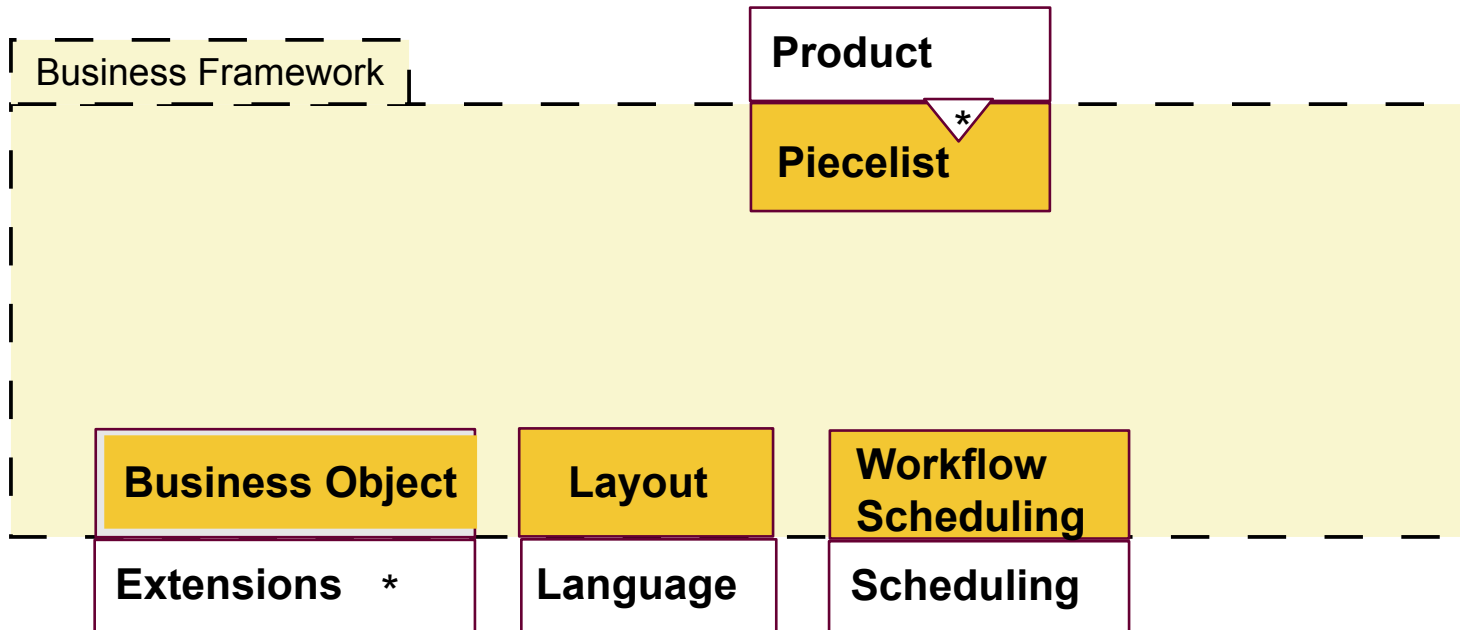 Product
Business Framework
*
Piecelist
Business Object
Layout
Workflow
Scheduling
Extensions *
Language
Scheduling